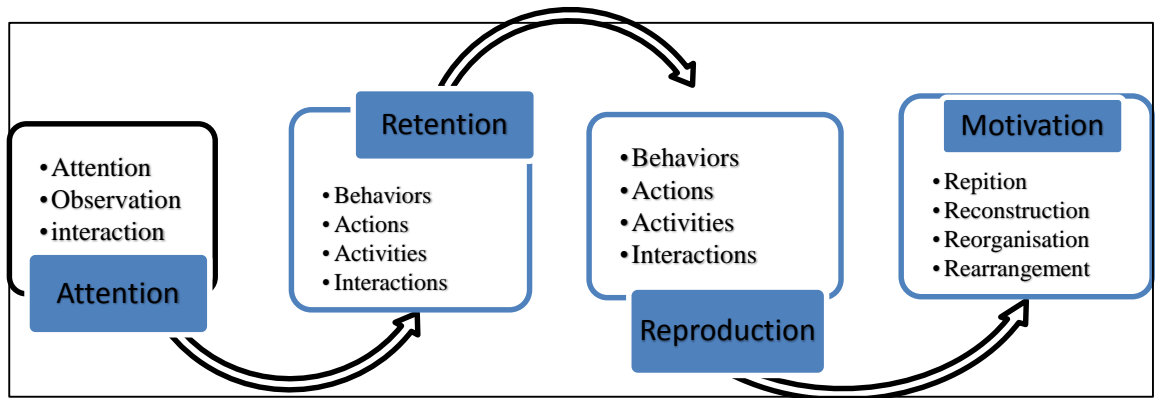 • Attention
• Observation
• interaction
Attention
Retention
• Behaviors
• Actions
• Activities
• Interactions
• Behaviors
• Actions
• Activities
• Interactions
Reproduction
Motivation
• Repition
• Reconstruction
• Reorganisation
• Rearrangement